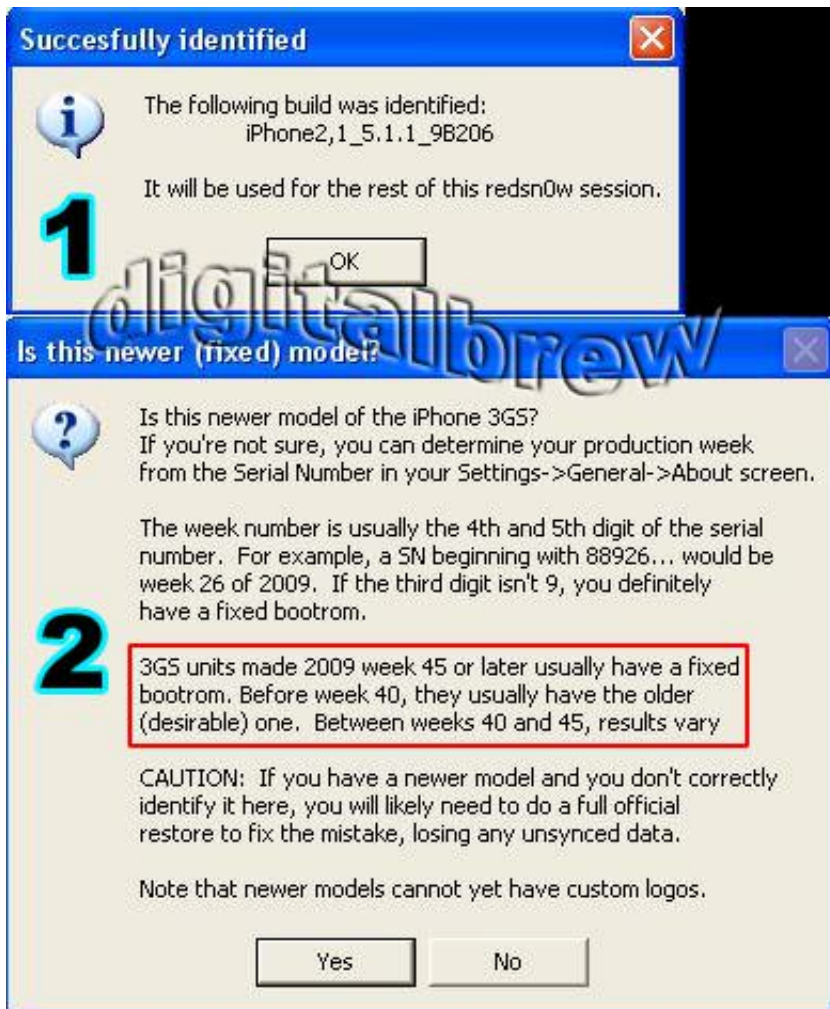 Succesfully identified
The following build was identified:
iPhone2,1_5.1.1_9B206
It will be used for the rest of this redsn0w session.
1
OK
digitalbrew
Is this newer (fixed) model?
Is this newer model of the iPhone 3GS?
If you're not sure, you can determine your production week
from the Serial Number in your Settings->General->About screen.
The week number is usually the 4th and 5th digit of the serial
number.  For example, a SN beginning with 88926... would be
week 26 of 2009.  If the third digit isn't 9, you definitely
have a fixed bootrom.
2
3GS units made 2009 week 45 or later usually have a fixed
bootrom. Before week 40, they usually have the older
(desirable) one.  Between weeks 40 and 45, results vary
CAUTION:  If you have a newer model and you don't correctly
identify it here, you will likely need to do a full official
restore to fix the mistake, losing any unsynced data.
Note that newer models cannot yet have custom logos.
Yes
No